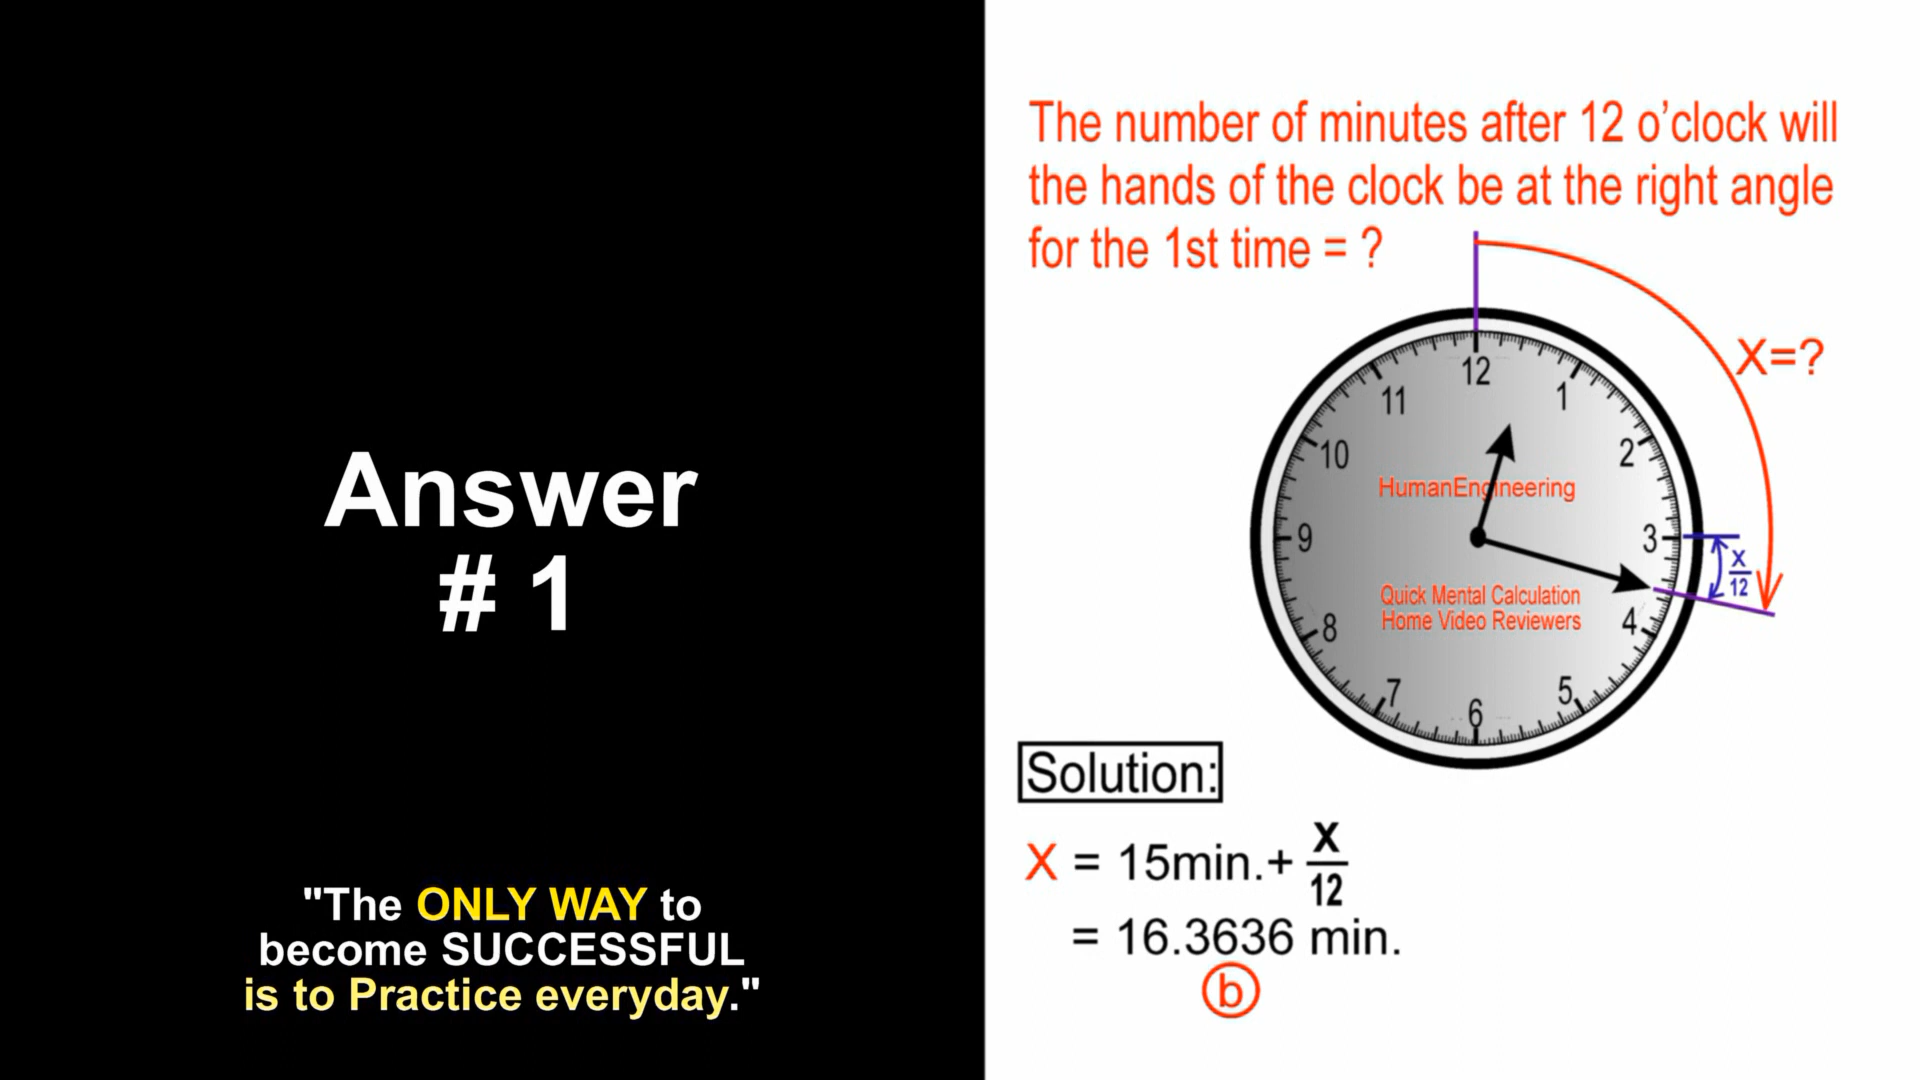 Answer
# 1
"The ONLY WAY to
become SUCCESSFUL
is to Practice everyday."
The number of minutes after 12 o’clock will
the hands of the clock be at the right angle
for the 1st time = ?
X=?
12
1
2
3
4
5
6
7
8
9
10
11
HumanEngineering
Quick Mental Calculation
Home Video Reviewers
x
12
Solution:
X = 15min.+ x/12
= 16.3636 min.
b